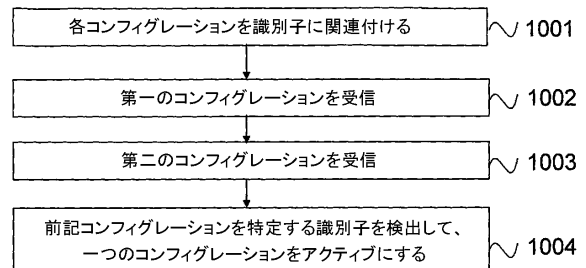 各コンフィグレーションを識別子に関連付ける 1001
第一のコンフィグレーションを受信 1002
第二のコンフィグレーションを受信 1003
前記コンフィグレーションを特定する識別子を検出して、
一つのコンフィグレーションをアクティブにする 1004